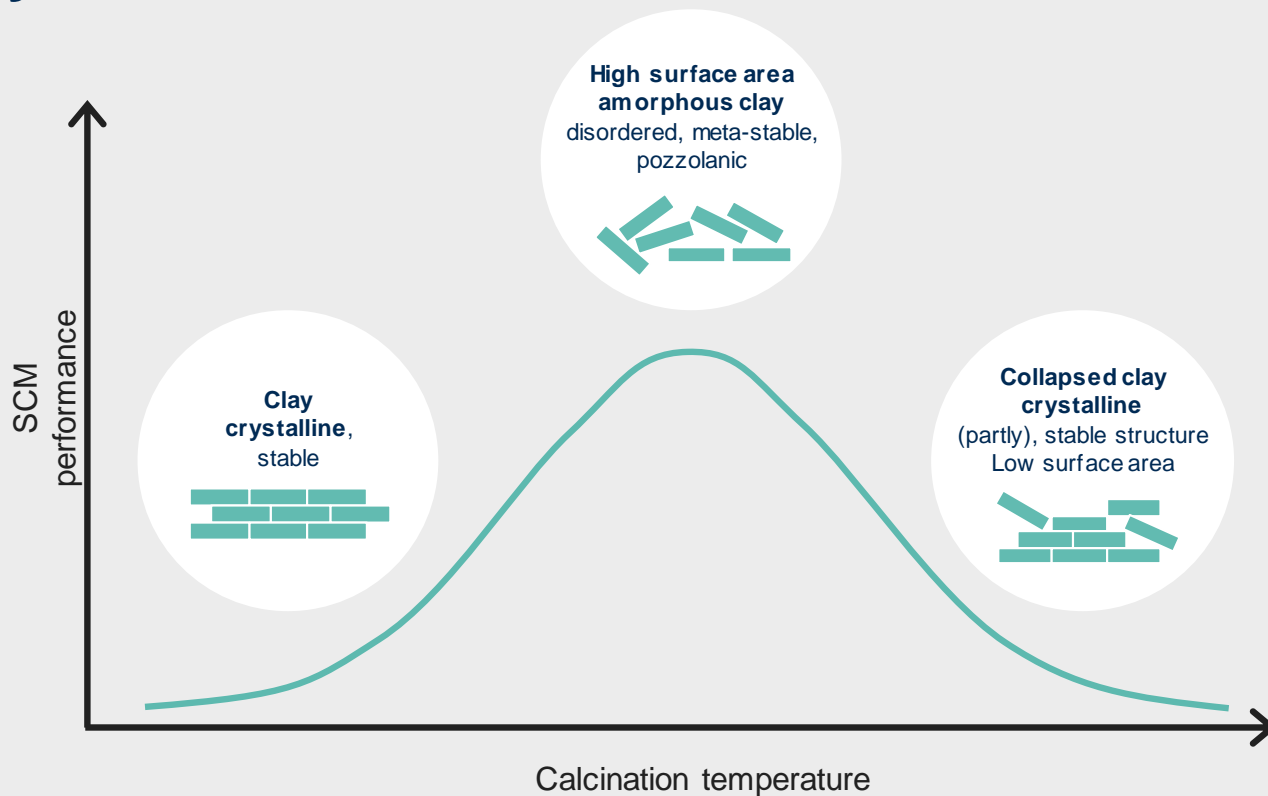 High surface area
amorphous clay
disordered, meta-stable,
pozzolanic
Clay
crystalline,
stable
Collapsed clay
crystalline
(partly), stable structure
Low surface area
SCM
performance
Calcination temperature